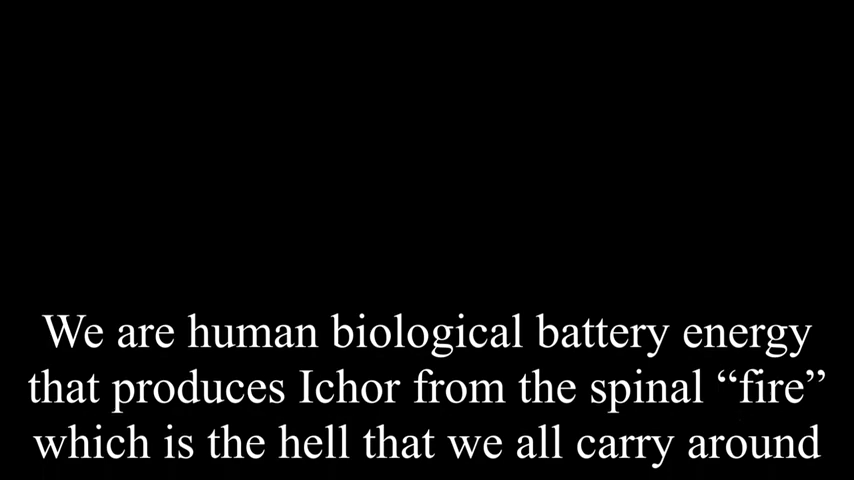 We are human biological battery energy
that produces Ichor from the spinal “fire”
which is the hell that we all carry around